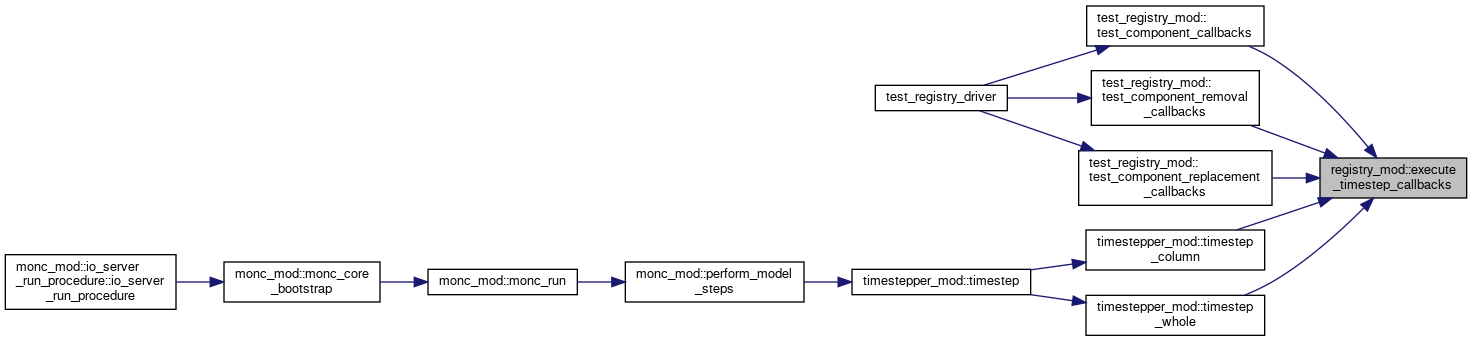 test_registry_mod::
test_component_callbacks
test_registry_mod::
test_component_removal
_callbacks
test_registry_driver
test_registry_mod::
test_component_replacement
_callbacks
registry_mod::execute
_timestep_callbacks
timestepper_mod::timestep
_column
monc_mod::io_server
_run_procedure::io_server
_run_procedure
monc_mod::monc_core
_bootstrap
monc_mod::monc_run
monc_mod::perform_model
_steps
timestepper_mod::timestep
timestepper_mod::timestep
_whole